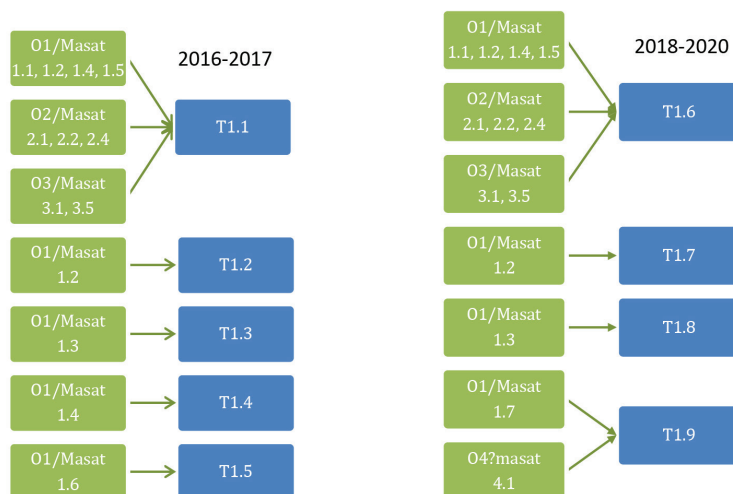 2016-2017
O1/Masat
1.1, 1.2, 1.4, 1.5
O2/Masat
2.1, 2.2, 2.4
O3/Masat
3.1, 3.5
T1.1
O1/Masat
1.2
T1.2
O1/Masat
1.3
T1.3
O1/Masat
1.4
T1.4
O1/Masat
1.6
T1.5
2018-2020
O1/Masat
1.1, 1.2, 1.4, 1.5
O2/Masat
2.1, 2.2, 2.4
O3/Masat
3.1, 3.5
T1.6
O1/Masat
1.2
T1.7
O1/Masat
1.3
T1.8
O1/Masat
1.7
O4?masat
4.1
T1.9